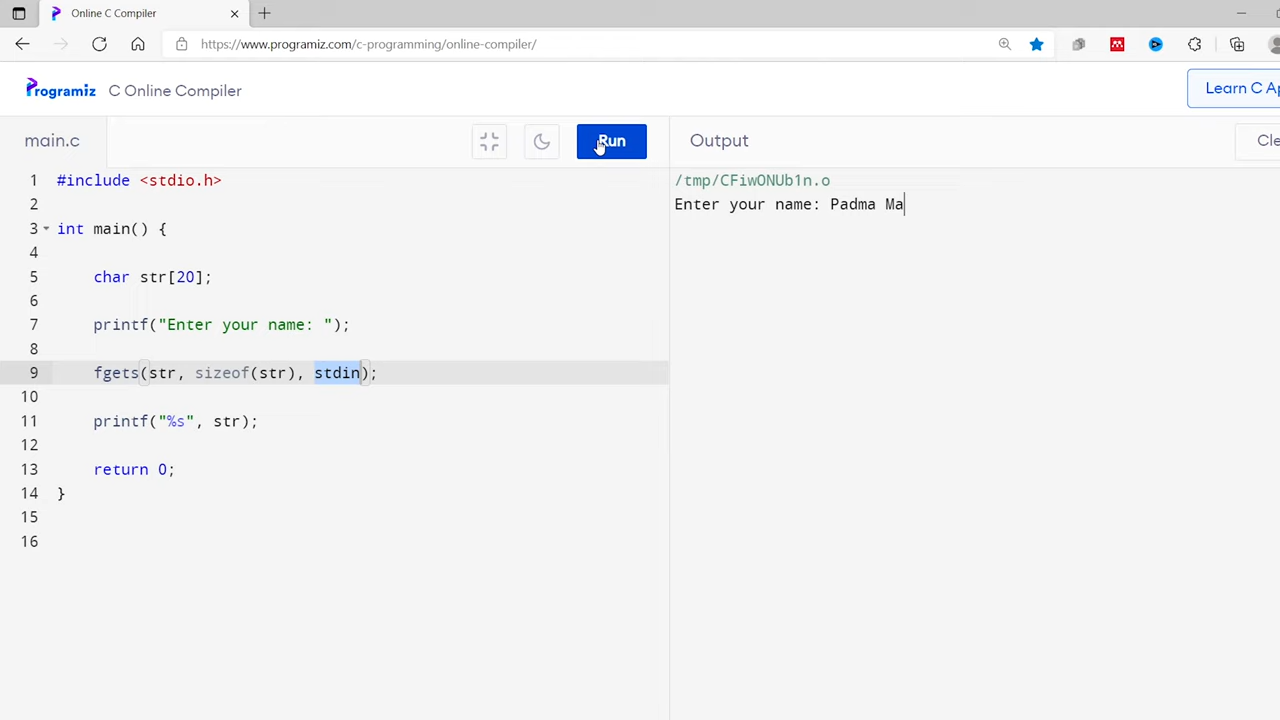 Online C Compiler
https://www.programiz.com/c-programming/online-compiler/
Programiz C Online Compiler
Learn C Ap
main.c
Run
Output
Cle
1 #include <stdio.h>
2
3 int main() {
4
5 char str[20];
6
7 printf("Enter your name: ");
8
9 fgets(str, sizeof(str), stdin);
10
11 printf("%s", str);
12
13 return 0;
14 }
15
16
/tmp/CFiwONUb1n.o
Enter your name: Padma Ma